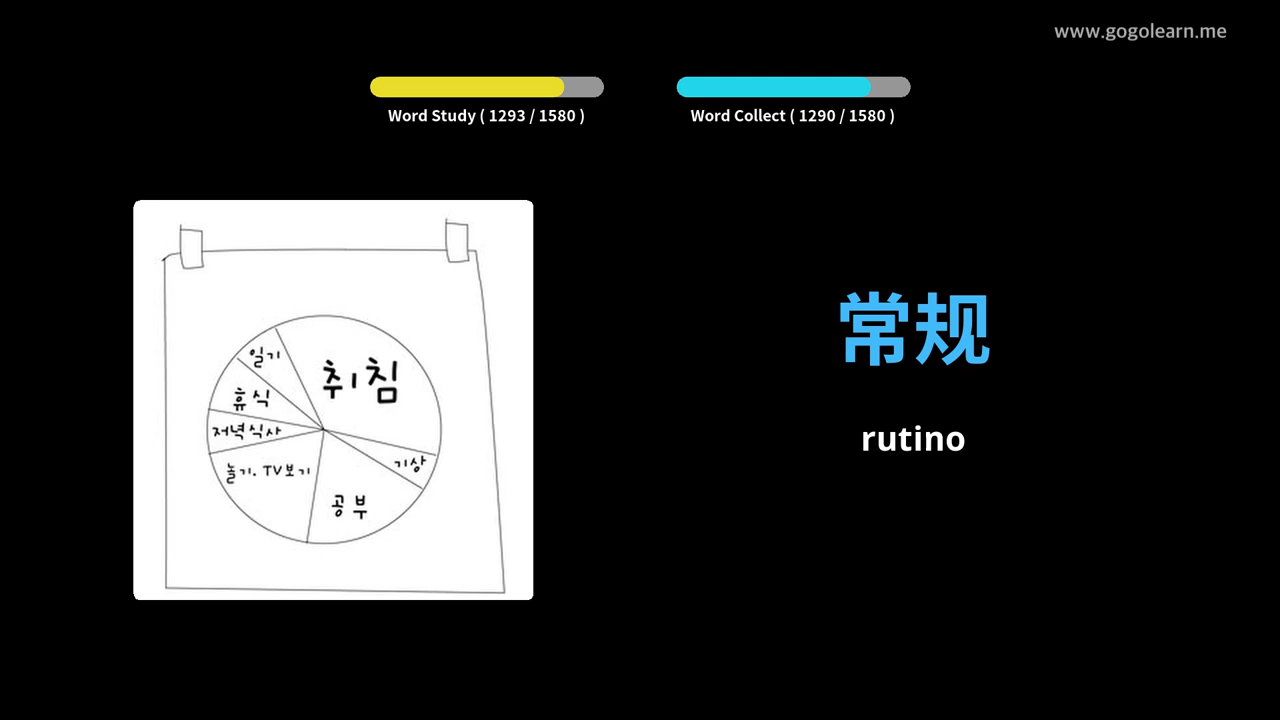 www.gogolearn.me
Word Study ( 1293 / 1580 )
Word Collect ( 1290 / 1580 )
일기
취침
휴식
저녁식사
기상
놀기. TV보기
공부
常规
rutino